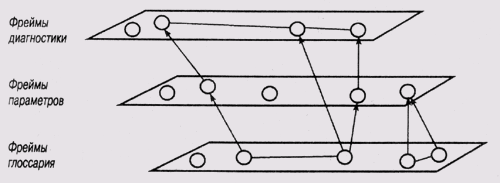 Фреймы
диагностики
Фреймы
параметров
Фреймы
глоссария